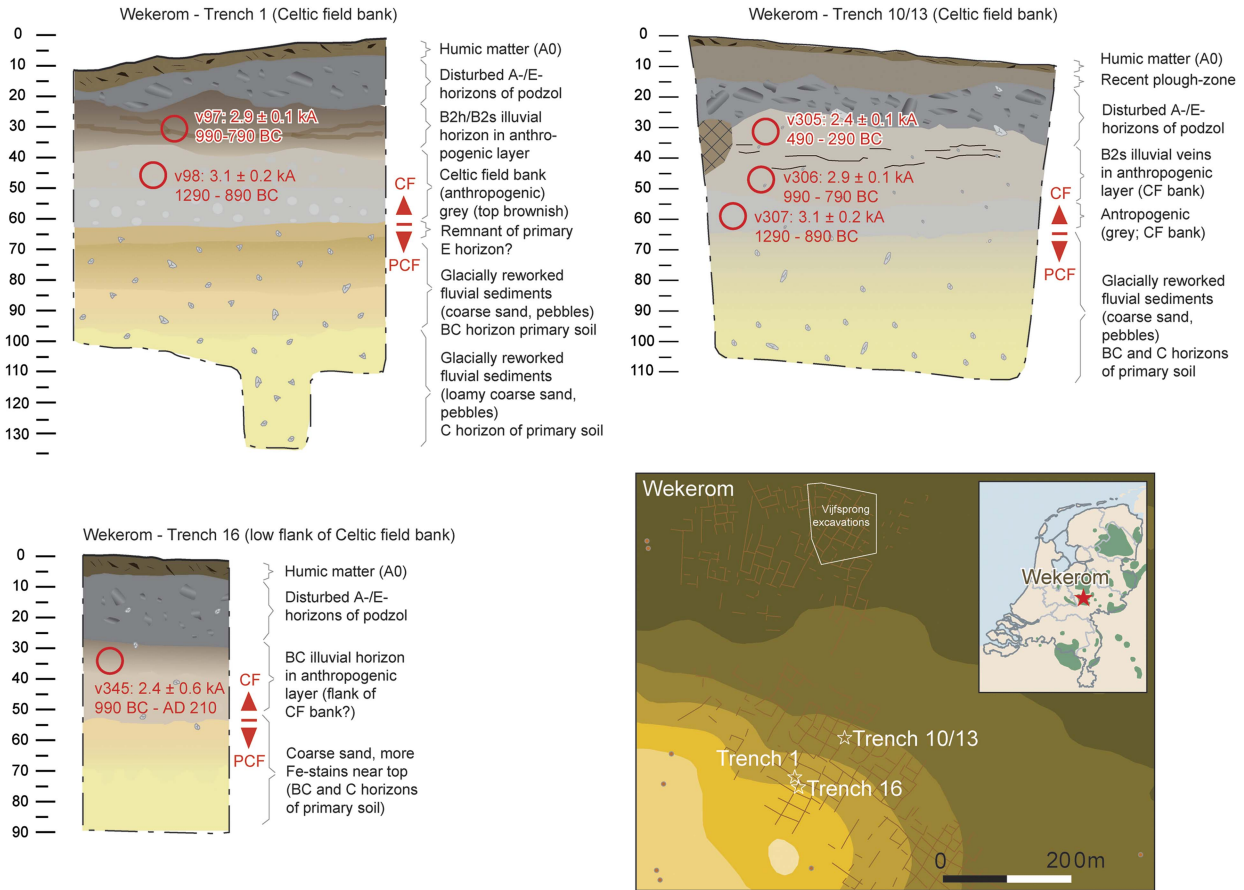 Wekerom - Trench 1 (Celtic field bank)
0
10
20
30
40
50
60
70
80
90
100
110
120
130
v97: 2.9 ± 0.1 kA
990-790 BC
v98: 3.1 ± 0.2 kA
1290 - 890 BC
CF
PCF
Humic matter (A0)
Disturbed A-/E-
horizons of podzol
B2h/B2s illuvial
horizon in anthro-
pogenic layer
Celtic field bank
(anthropogenic)
grey (top brownish)
Remnant of primary
E horizon?
Glacially reworked
fluvial sediments
(coarse sand, pebbles)
BC horizon primary soil
Glacially reworked
fluvial sediments
(loamy coarse sand,
pebbles)
C horizon of primary soil
Wekerom - Trench 10/13 (Celtic field bank)
0
10
20
30
40
50
60
70
80
90
100
110
v305: 2.4 ± 0.1 kA
490 - 290 BC
v306: 2.9 ± 0.1 kA
990 - 790 BC
v307: 3.1 ± 0.2 kA
1290 - 890 BC
CF
PCF
Humic matter (A0)
Recent plough-zone
Disturbed A-/E-
horizons of podzol
B2s illuvial veins
in anthropogenic
layer (CF bank)
Antropogenic
(grey; CF bank)
Glacially reworked
fluvial sediments
(coarse sand,
pebbles)
BC and C horizons
of primary soil
Wekerom - Trench 16 (low flank of Celtic field bank)
0
10
20
30
40
50
60
70
80
90
v345: 2.4 ± 0.6 kA
990 BC - AD 210
CF
PCF
Humic matter (A0)
Disturbed A-/E-
horizons of podzol
BC illuvial horizon
in anthropogenic
layer (flank of
CF bank?)
Coarse sand, more
Fe-stains near top
(BC and C horizons
of primary soil)
Wekerom
Vijfsprong
excavations
Wekerom
Trench 10/13
Trench 1
Trench 16
0 200m